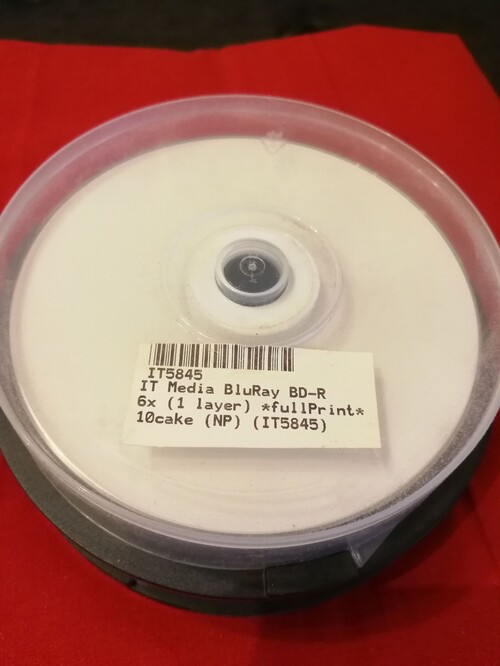 IT5845
IT Media BluRay BD-R
6x (1 layer) *fullPrint*
10cake (NP) (IT5845)